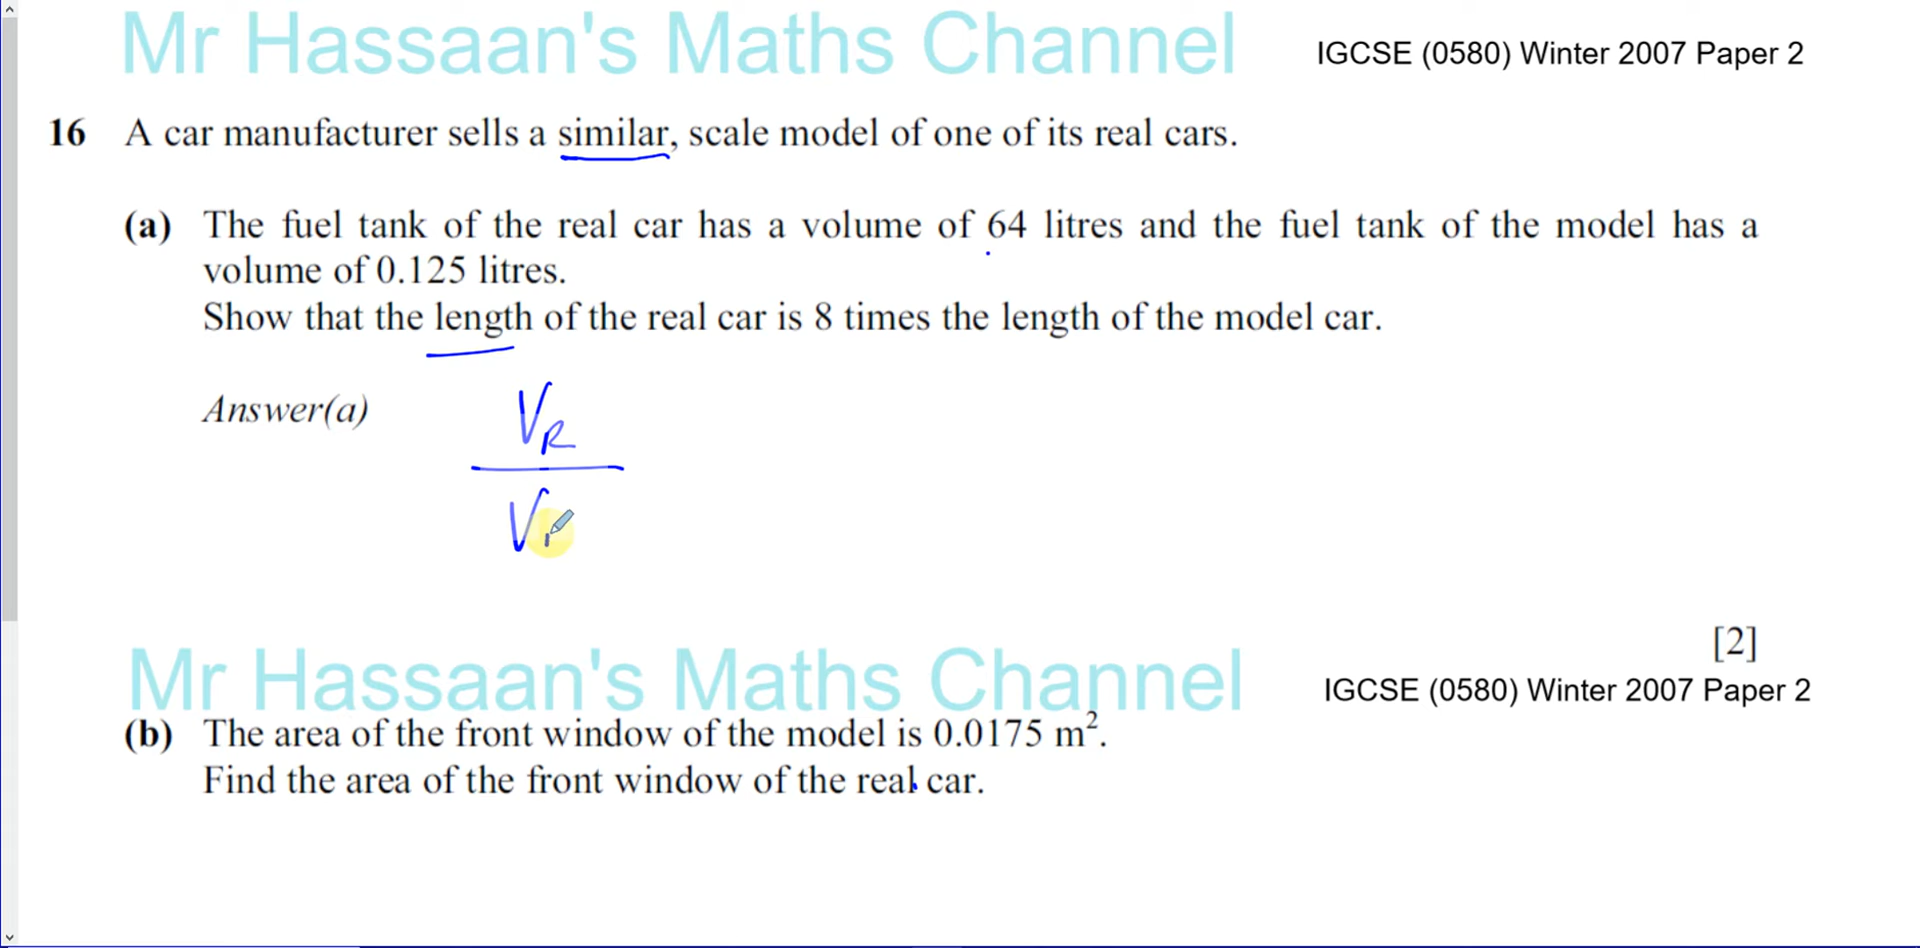 Mr Hassaan's Maths Channel
IGCSE (0580) Winter 2007 Paper 2
16 A car manufacturer sells a similar, scale model of one of its real cars.
(a) The fuel tank of the real car has a volume of 64 litres and the fuel tank of the model has a
volume of 0.125 litres.
Show that the length of the real car is 8 times the length of the model car.
Answer(a)
V_R
V
[2]
Mr Hassaan's Maths Channel
IGCSE (0580) Winter 2007 Paper 2
(b) The area of the front window of the model is 0.0175 m².
Find the area of the front window of the real car.